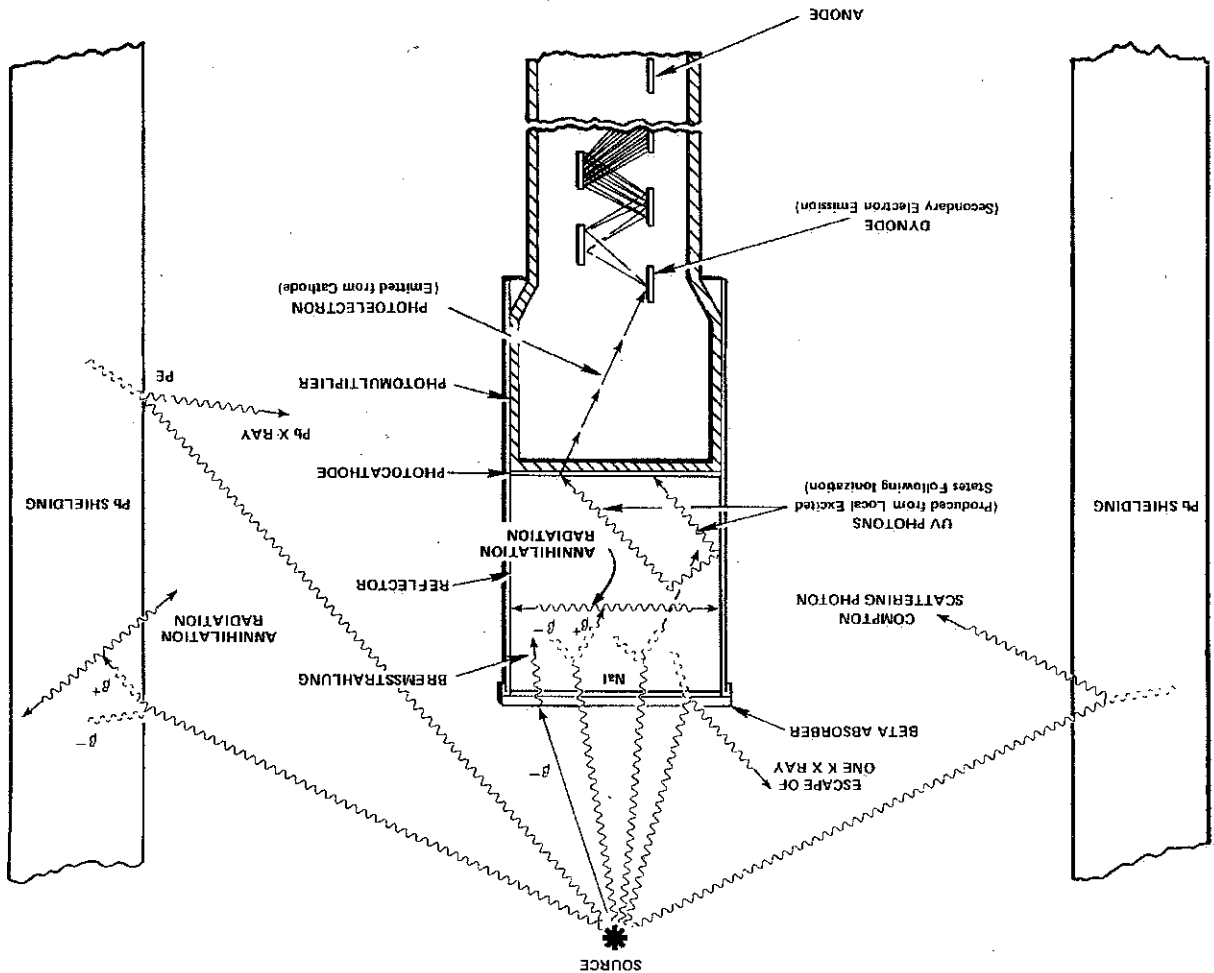 SOURCE
β−
ESCAPE OF
ONE K X RAY
β−
β+
BETA ABSORBER
ANNIHILATION
RADIATION
BREMSSTRAHLUNG
NaI
β−
β+
COMPTON
SCATTERING PHOTON
REFLECTOR
ANNIHILATION
RADIATION
Pb SHIELDING
UV PHOTONS
(Produced from Local Excited
States Following Ionization)
Pb SHIELDING
PHOTOCATHODE
Pb X-RAY
PE
PHOTOMULTIPLIER
PHOTOELECTRON
(Emitted from Cathode)
DYNODE
(Secondary Electron Emission)
ANODE